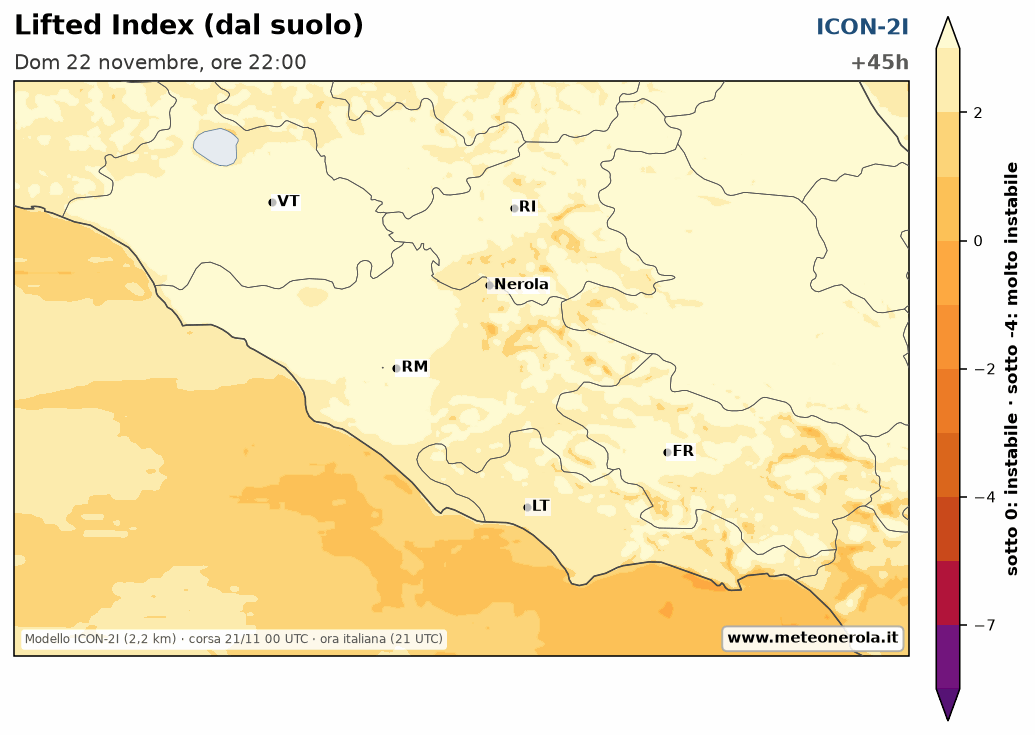 Lifted Index (dal suolo)
ICON-2I
Dom 22 novembre, ore 22:00
+45h
VT
RI
Nerola
RM
FR
LT
2
0
−2
−4
−7
sotto 0: instabile · sotto -4: molto instabile
Modello ICON-2I (2,2 km) · corsa 21/11 00 UTC · ora italiana (21 UTC)
www.meteonerola.it